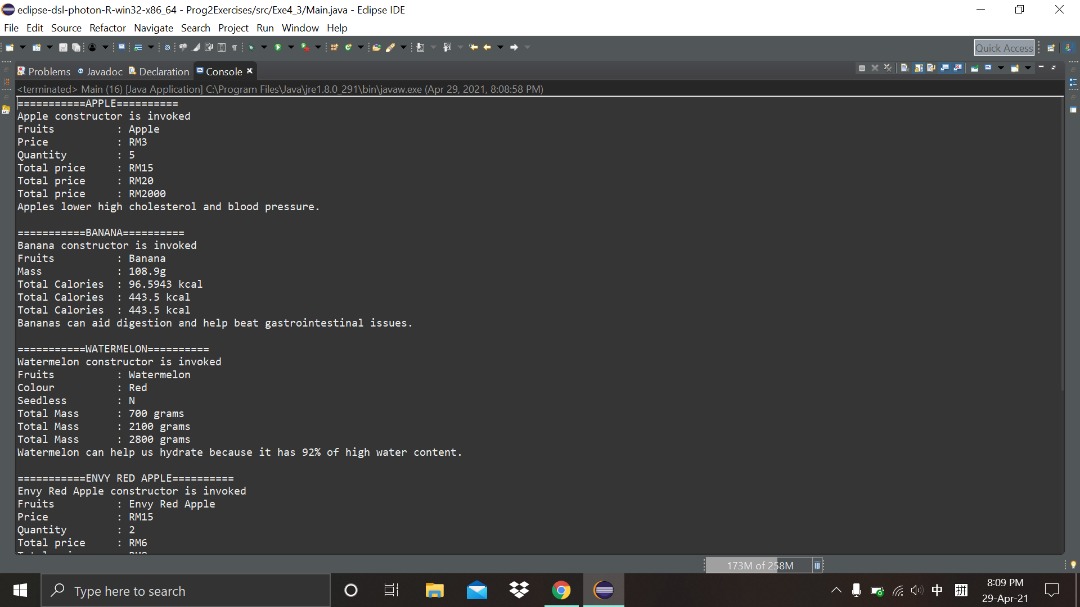 eclipse-dsl-photon-R-win32-x86_64 - Prog2Exercises/src/Exe4_3/Main.java - Eclipse IDE
File Edit Source Refactor Navigate Search Project Run Window Help
Quick Access
Problems Javadoc Declaration Console
<terminated> Main (16) [Java Application] C:\Program Files\Java\jre1.8.0_291\bin\javaw.exe (Apr 29, 2021, 8:08:58 PM)
===========APPLE==========
Apple constructor is invoked
Fruits : Apple
Price : RM3
Quantity : 5
Total price : RM15
Total price : RM20
Total price : RM2000
Apples lower high cholesterol and blood pressure.
===========BANANA==========
Banana constructor is invoked
Fruits : Banana
Mass : 108.9g
Total Calories : 96.5943 kcal
Total Calories : 443.5 kcal
Total Calories : 443.5 kcal
Bananas can aid digestion and help beat gastrointestinal issues.
===========WATERMELON==========
Watermelon constructor is invoked
Fruits : Watermelon
Colour : Red
Seedless : N
Total Mass : 700 grams
Total Mass : 2100 grams
Total Mass : 2800 grams
Watermelon can help us hydrate because it has 92% of high water content.
===========ENVY RED APPLE==========
Envy Red Apple constructor is invoked
Fruits : Envy Red Apple
Price : RM15
Quantity : 2
Total price : RM6
173M of 258M
Type here to search
中
8:09 PM
29-Apr-21